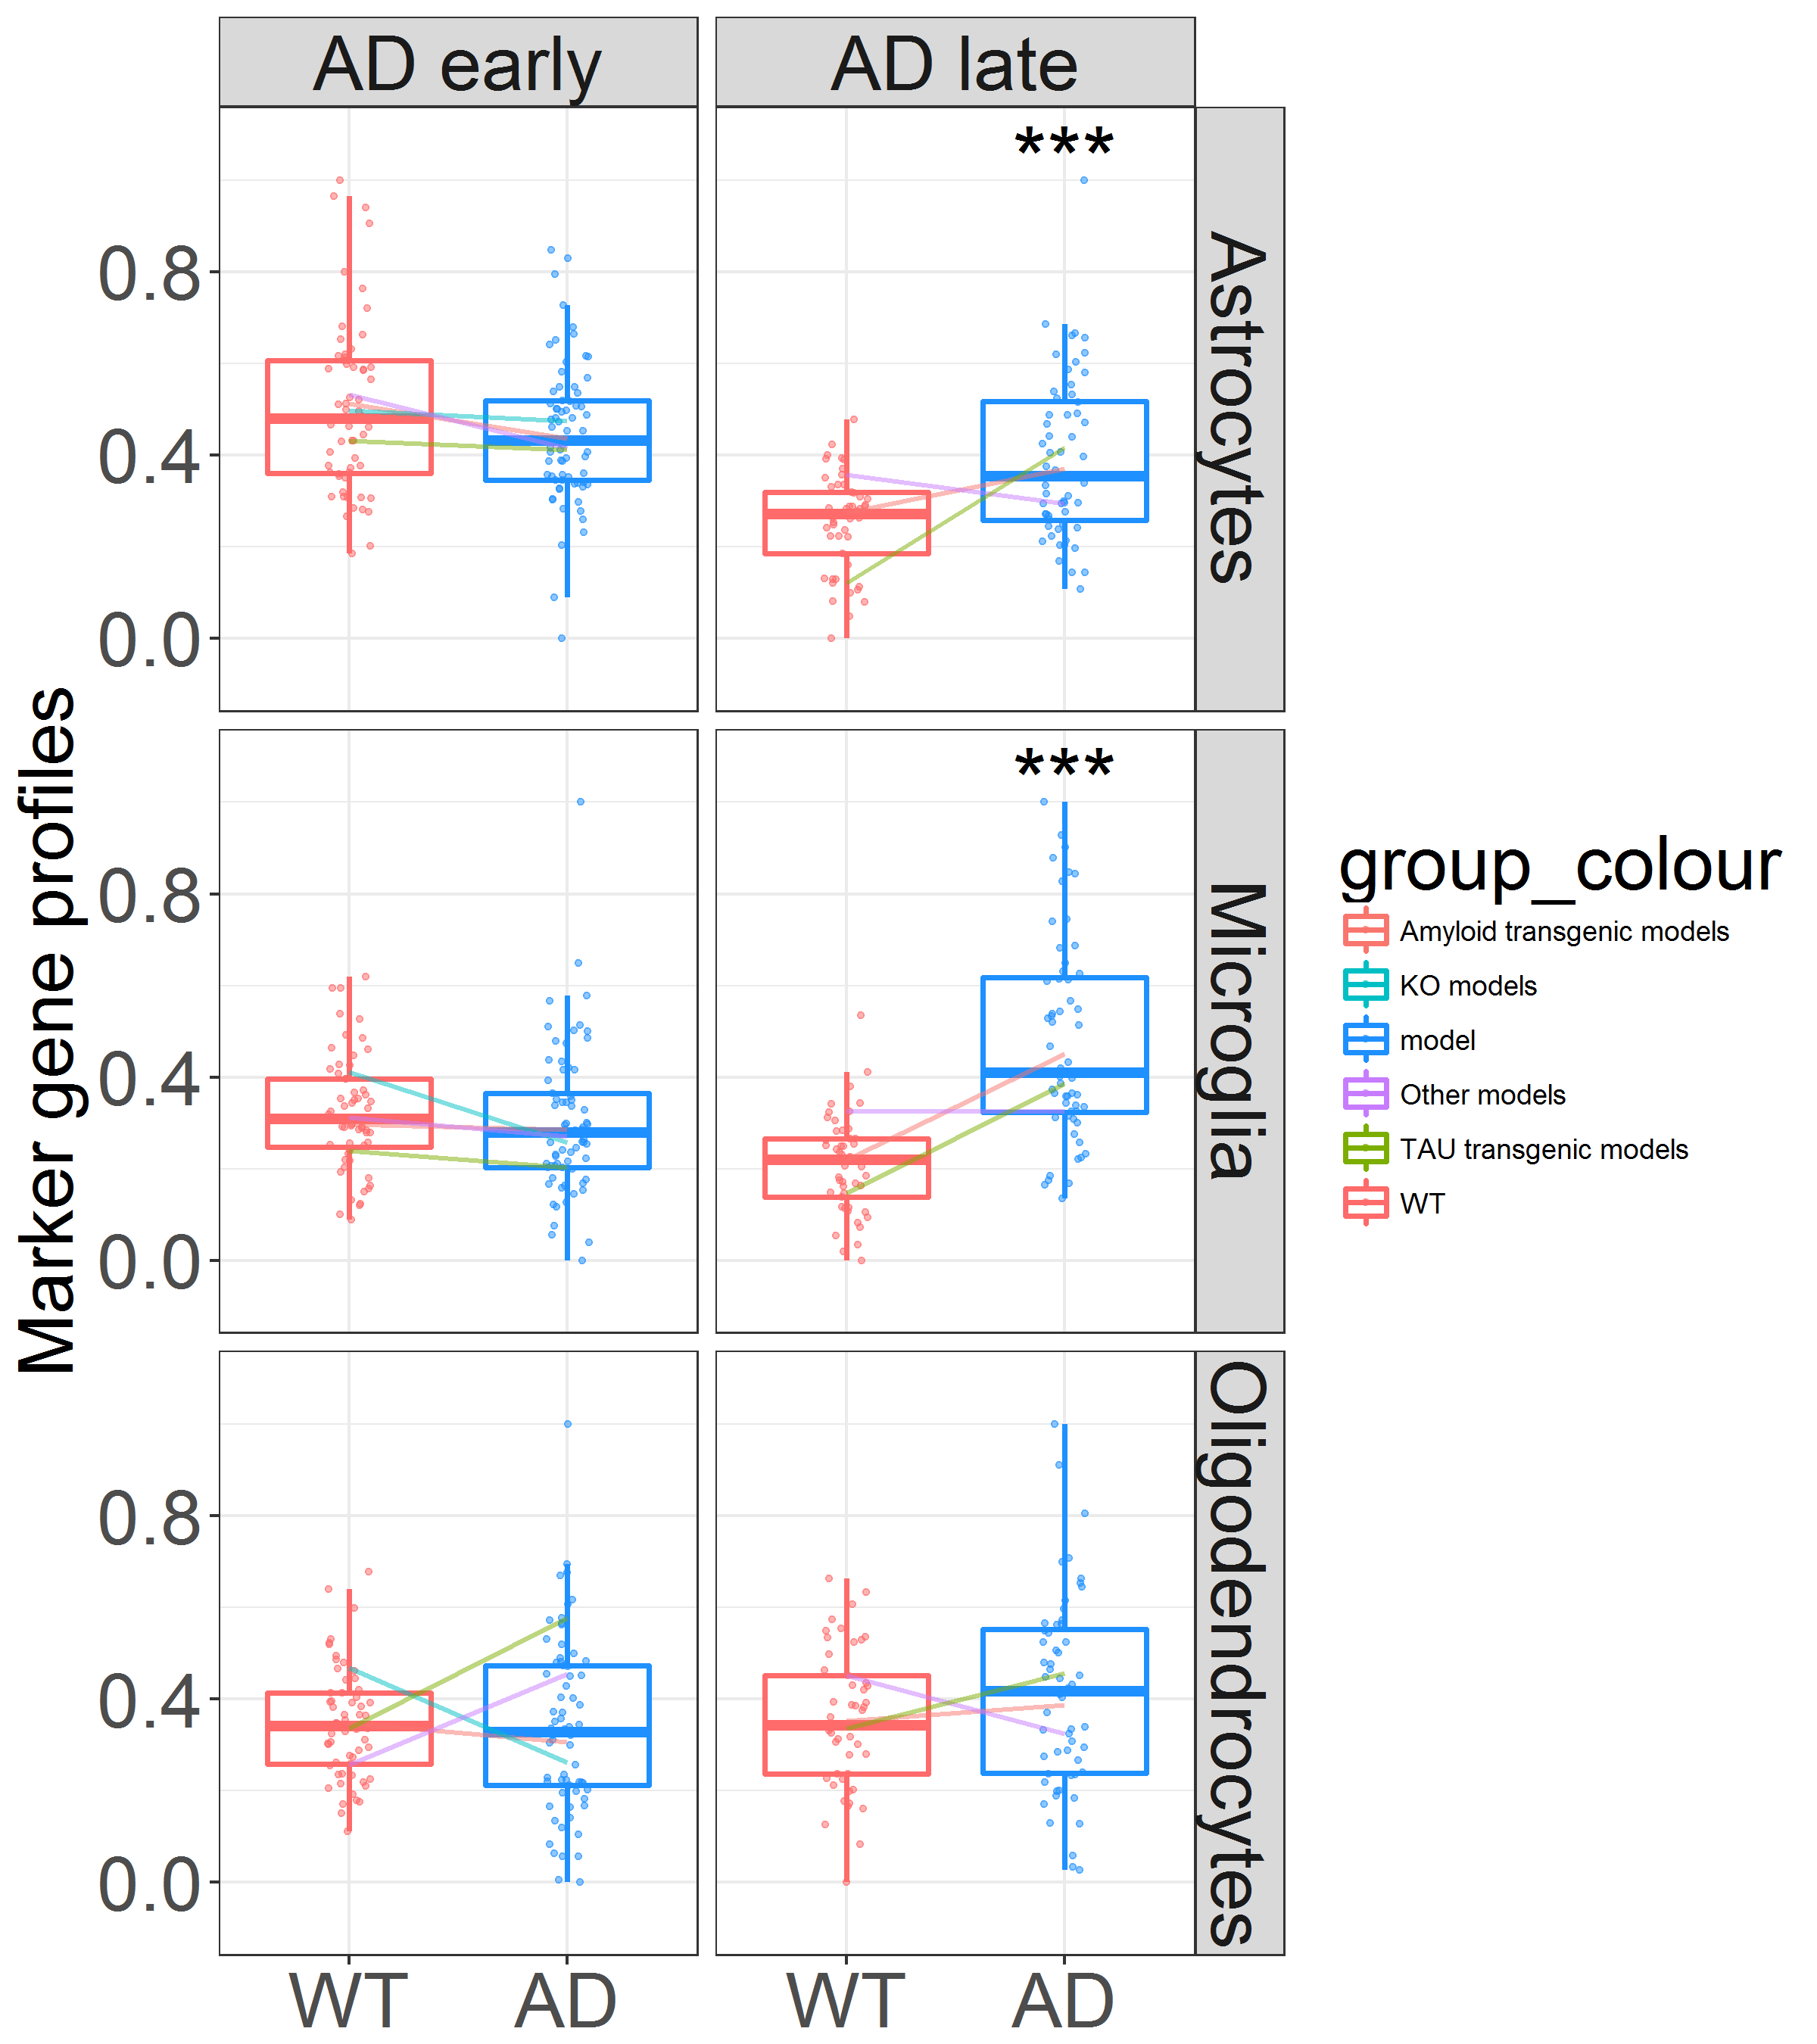 AD early
AD late
***
Astrocytes
0.8
0.4
0.0
***
Microglia
0.8
0.4
0.0
Oligodendrocytes
0.8
0.4
0.0
Marker gene profiles
WT
AD
WT
AD
group_colour
Amyloid transgenic models
KO models
model
Other models
TAU transgenic models
WT